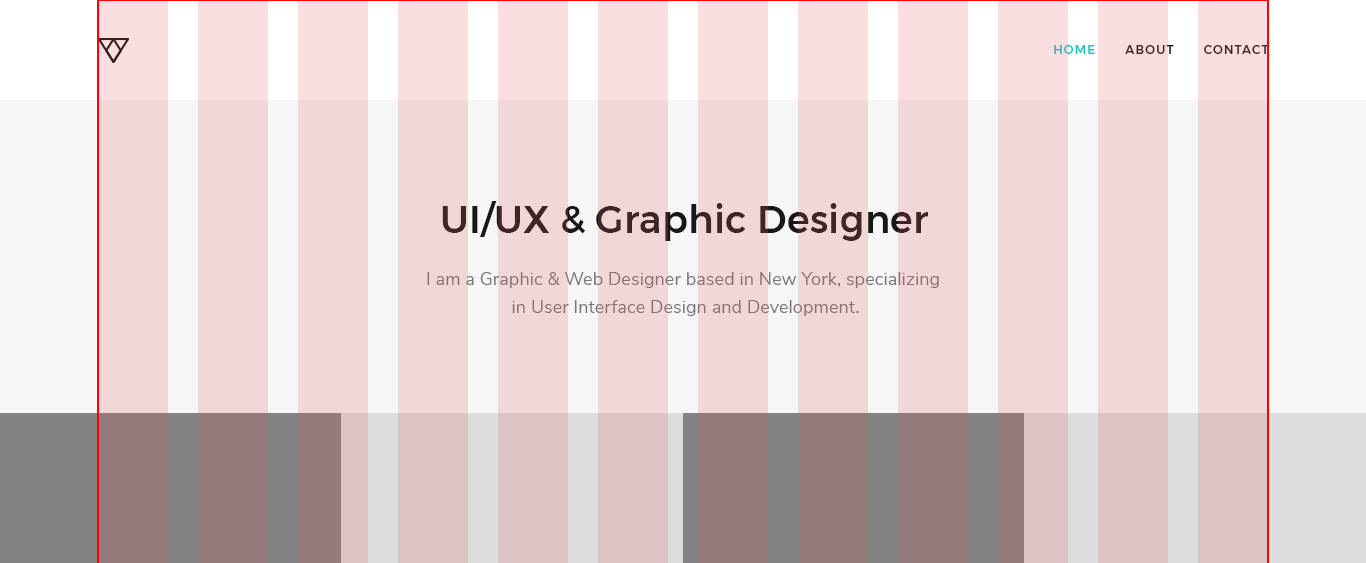 HOME ABOUT CONTACT
UI/UX & Graphic Designer
I am a Graphic & Web Designer based in New York, specializing
in User Interface Design and Development.